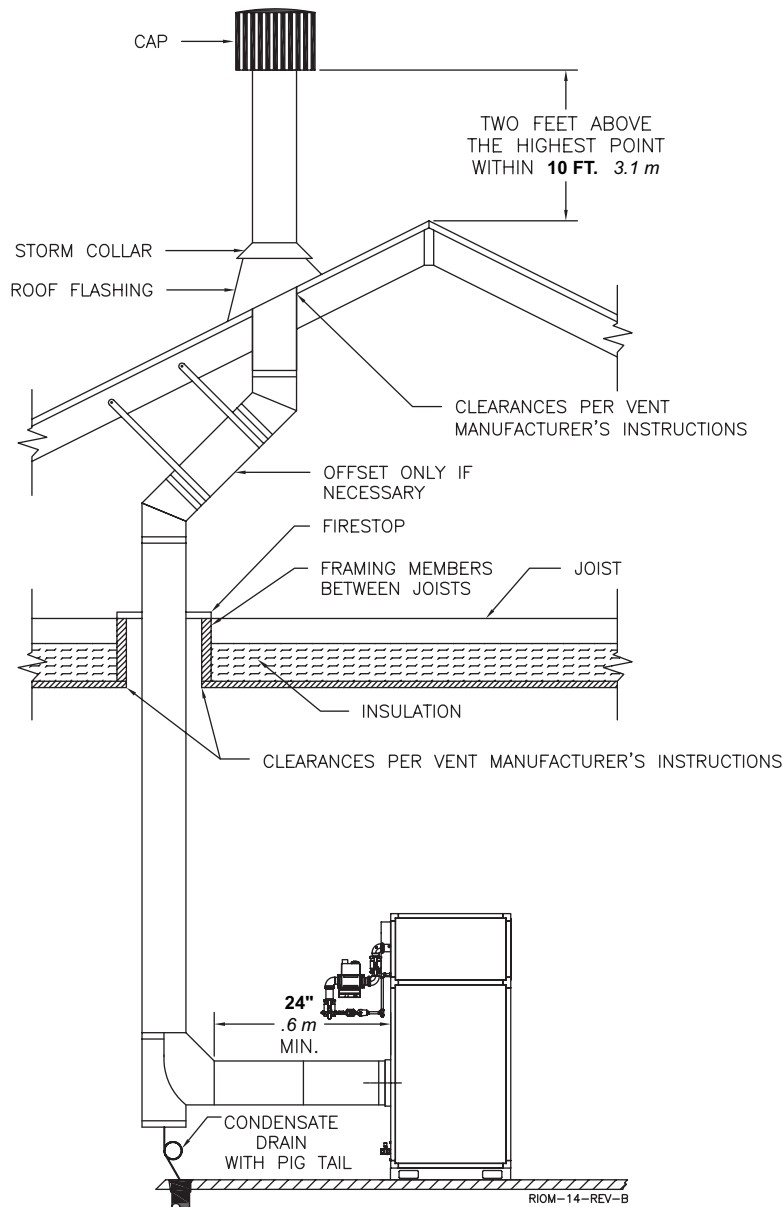 CAP
TWO FEET ABOVE
THE HIGHEST POINT
WITHIN 10 FT. 3.1 m
STORM COLLAR
ROOF FLASHING
CLEARANCES PER VENT
MANUFACTURER'S INSTRUCTIONS
OFFSET ONLY IF
NECESSARY
FIRESTOP
FRAMING MEMBERS
BETWEEN JOISTS
JOIST
INSULATION
CLEARANCES PER VENT MANUFACTURER'S INSTRUCTIONS
24"
.6 m
MIN.
CONDENSATE
DRAIN
WITH PIG TAIL
RIOM-14-REV-B